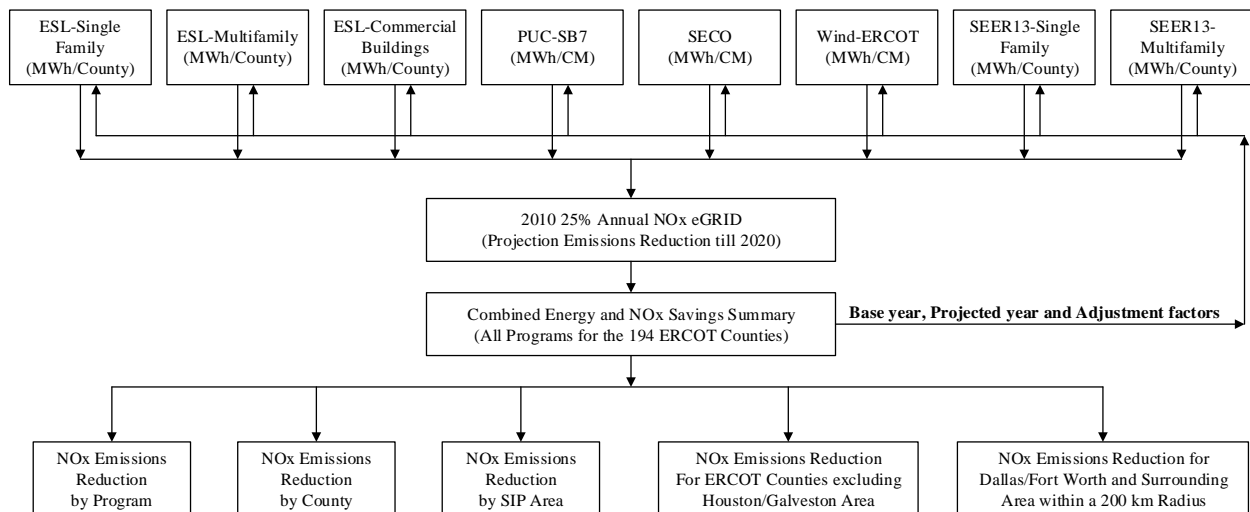 ESL-Single
Family
(MWh/County)
ESL-Multifamily
(MWh/County)
ESL-Commercial
Buildings
(MWh/County)
PUC-SB7
(MWh/CM)
SECO
(MWh/CM)
Wind-ERCOT
(MWh/CM)
SEER13-Single
Family
(MWh/County)
SEER13-
Multifamily
(MWh/County)
2010 25% Annual NOx eGRID
(Projection Emissions Reduction till 2020)
Combined Energy and NOx Savings Summary
(All Programs for the 194 ERCOT Counties)
Base year, Projected year and Adjustment factors
NOx Emissions
Reduction
by Program
NOx Emissions
Reduction
by County
NOx Emissions
Reduction
by SIP Area
NOx Emissions Reduction
For ERCOT Counties excluding
Houston/Galveston Area
NOx Emissions Reduction for
Dallas/Fort Worth and Surrounding
Area within a 200 km Radius